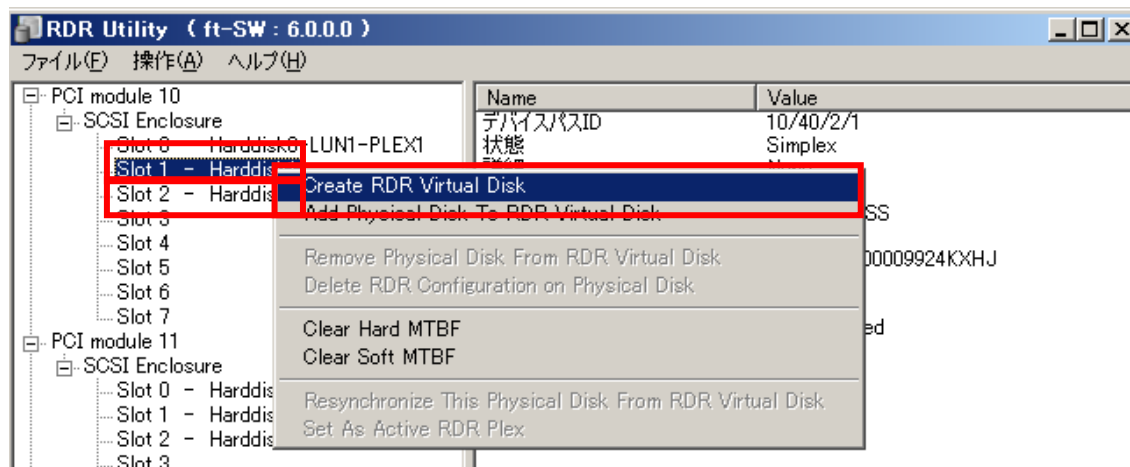 RDR Utility ( ft-SW : 6.0.0.0 )
ファイル(F) 操作(A) ヘルプ(H)
PCI module 10
SCSI Enclosure
Slot 0 - Harddisk0-LUN1-PLEX1
Slot 1 - Harddis
Slot 2 - Harddis
Slot 3
Slot 4
Slot 5
Slot 6
Slot 7
PCI module 11
SCSI Enclosure
Slot 0 - Harddis
Slot 1 - Harddis
Slot 2 - Harddis
Slot 3
Name Value
デバイスパスID 10/40/2/1
状態 Simplex
SS
00009924KXHJ
ed
Create RDR Virtual Disk
Add Physical Disk To RDR Virtual Disk
Remove Physical Disk From RDR Virtual Disk
Delete RDR Configuration on Physical Disk
Clear Hard MTBF
Clear Soft MTBF
Resynchronize This Physical Disk From RDR Virtual Disk
Set As Active RDR Plex